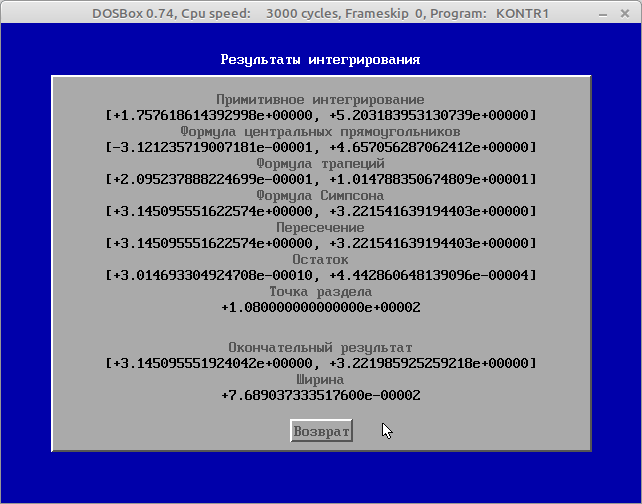 DOSBox 0.74, Cpu speed: 3000 cycles, Frameskip 0, Program: KONTR1
Результаты интегрирования
Примитивное интегрирование
[+1.757618614392998e+00000, +5.203183953130739e+00000]
Формула центральных прямоугольников
[-3.121235719007181e-00001, +4.657056287062412e+00000]
Формула трапеций
[+2.095237888224699e-00001, +1.014788350674809e+00001]
Формула Симпсона
[+3.145095551622574e+00000, +3.221541639194403e+00000]
Пересечение
[+3.145095551622574e+00000, +3.221541639194403e+00000]
Остаток
[+3.014693304924708e-00010, +4.442860648139096e-00004]
Точка раздела
+1.080000000000000e+00002
Окончательный результат
[+3.145095551924042e+00000, +3.221985925259218e+00000]
Ширина
+7.689037333517600e-00002
Возврат